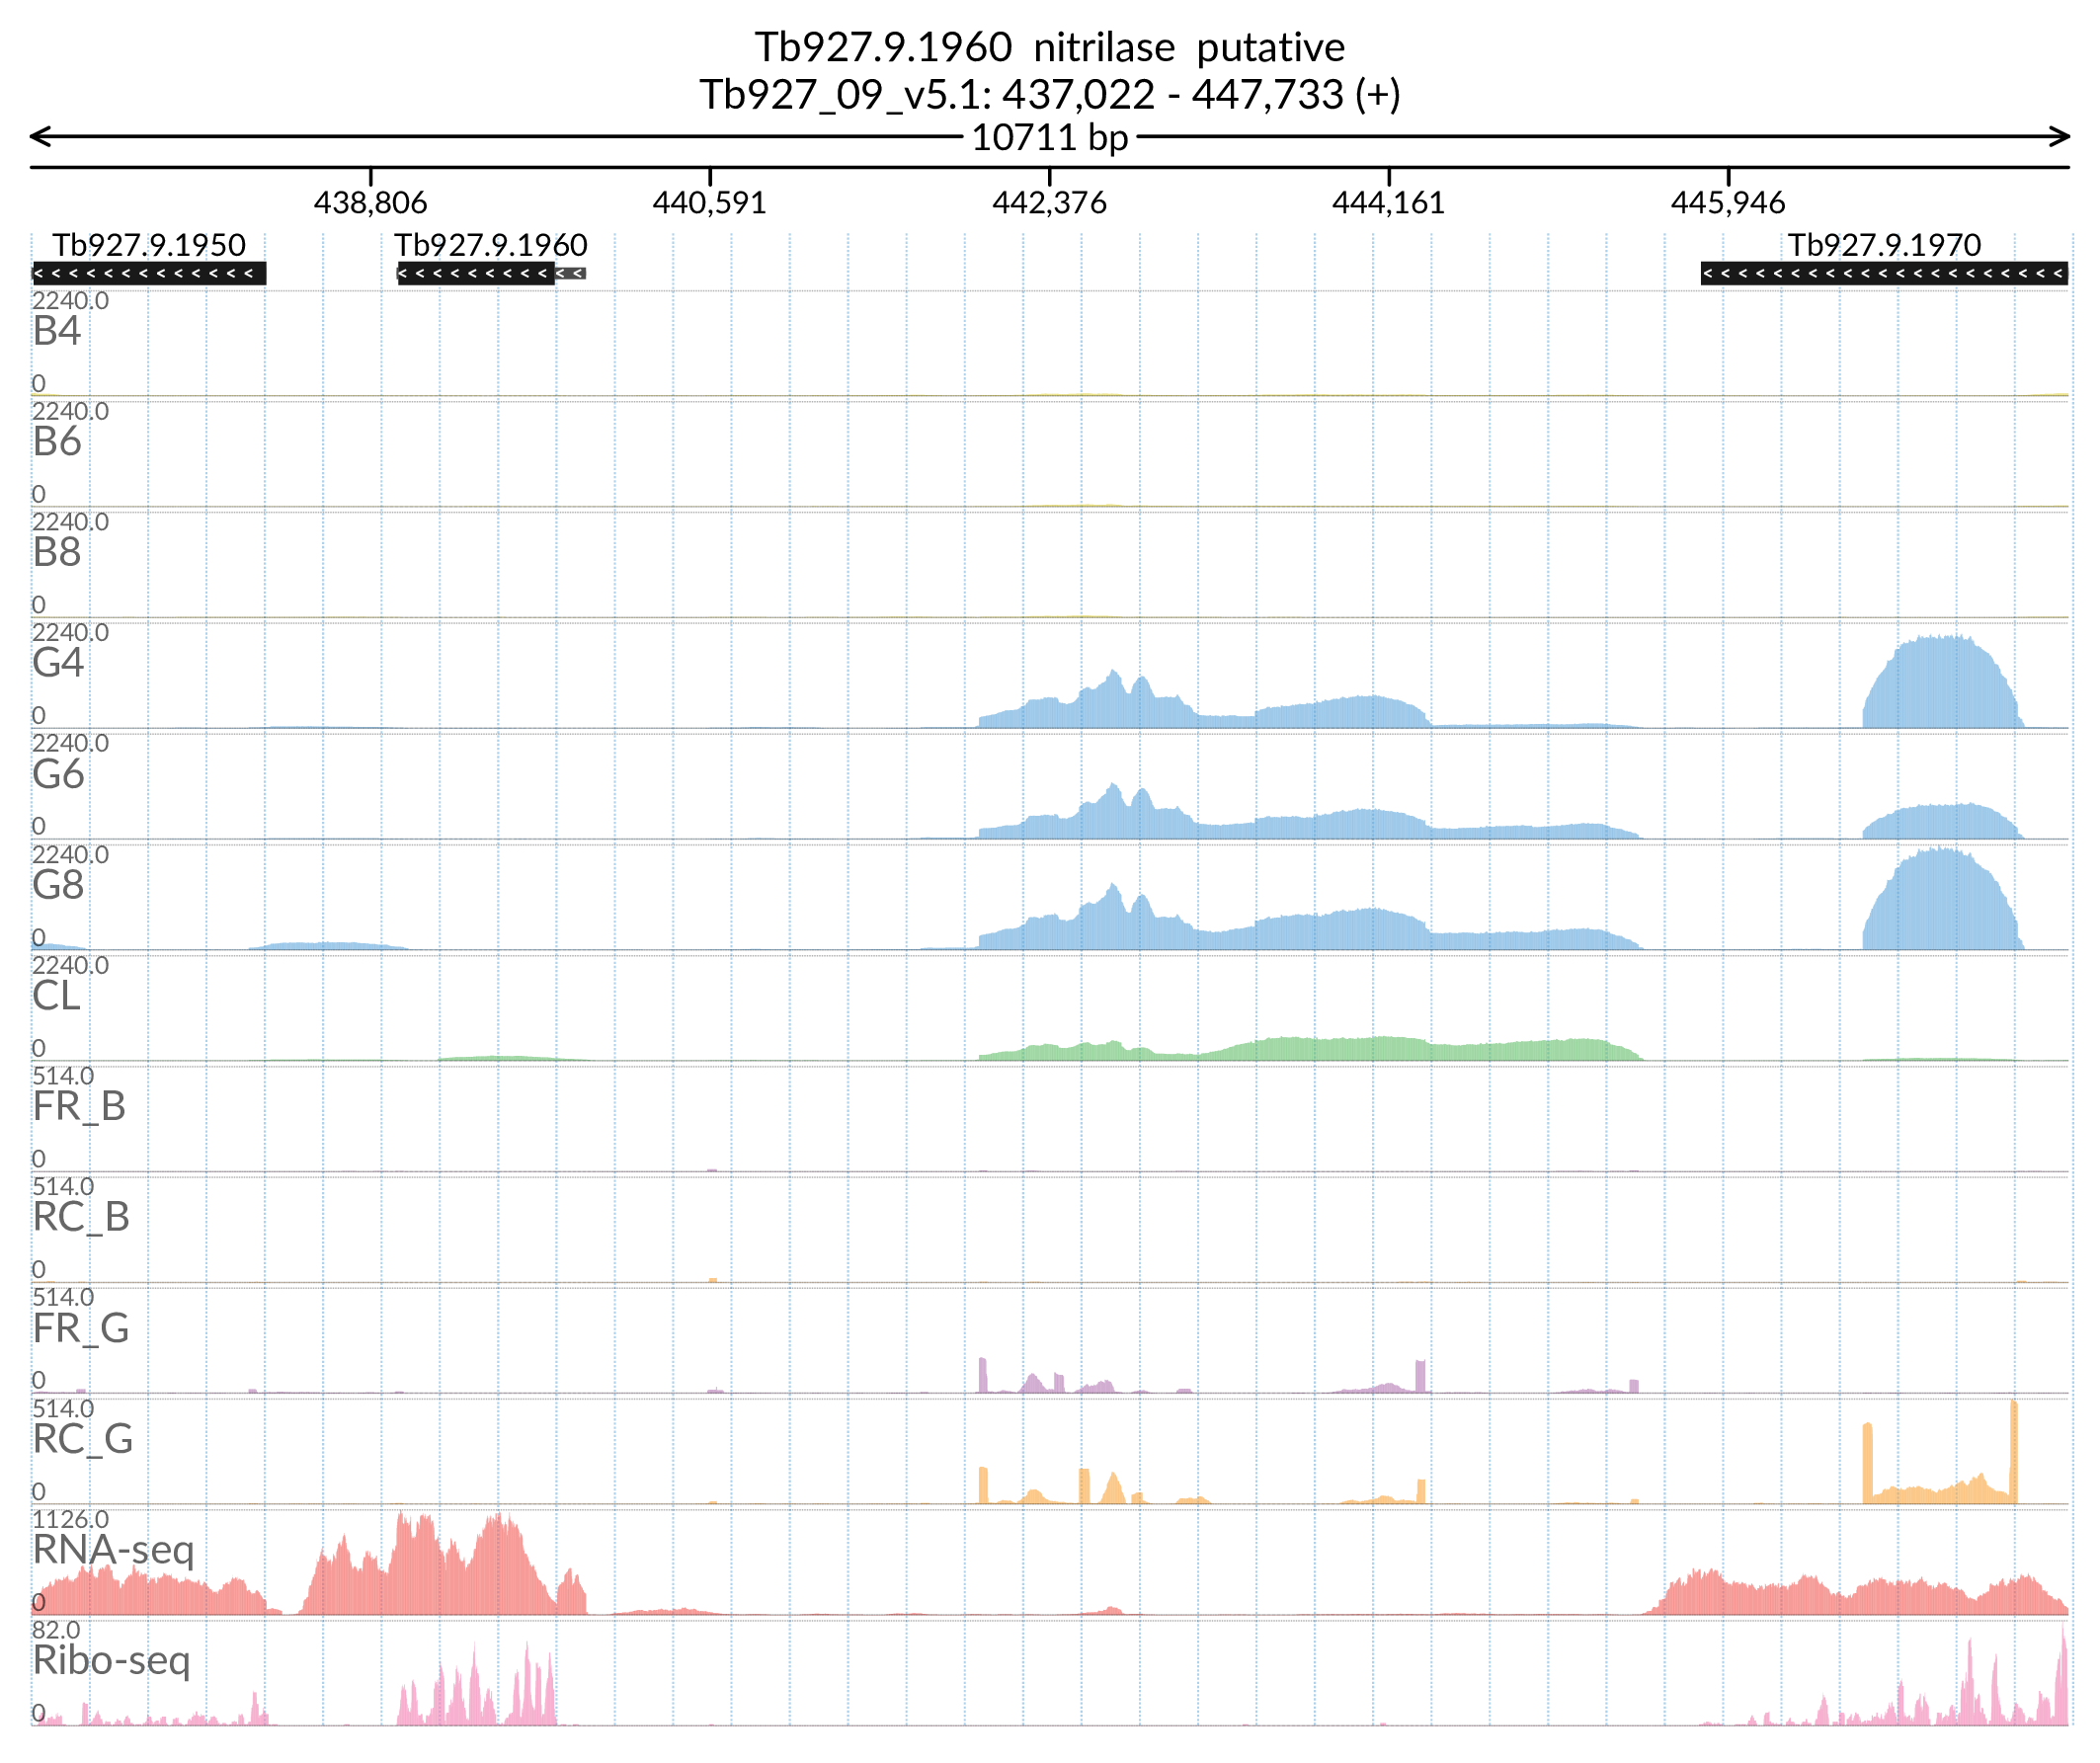 Tb927.9.1960 nitrilase putative
Tb927_09_v5.1: 437,022 - 447,733 (+)
10711 bp
438,806 440,591 442,376 444,161 445,946
Tb927.9.1950 Tb927.9.1960 Tb927.9.1970
2240.0
B4
0
2240.0
B6
0
2240.0
B8
0
2240.0
G4
0
2240.0
G6
0
2240.0
G8
0
2240.0
CL
0
514.0
FR_B
0
514.0
RC_B
0
514.0
FR_G
0
514.0
RC_G
0
1126.0
RNA-seq
0
82.0
Ribo-seq
0